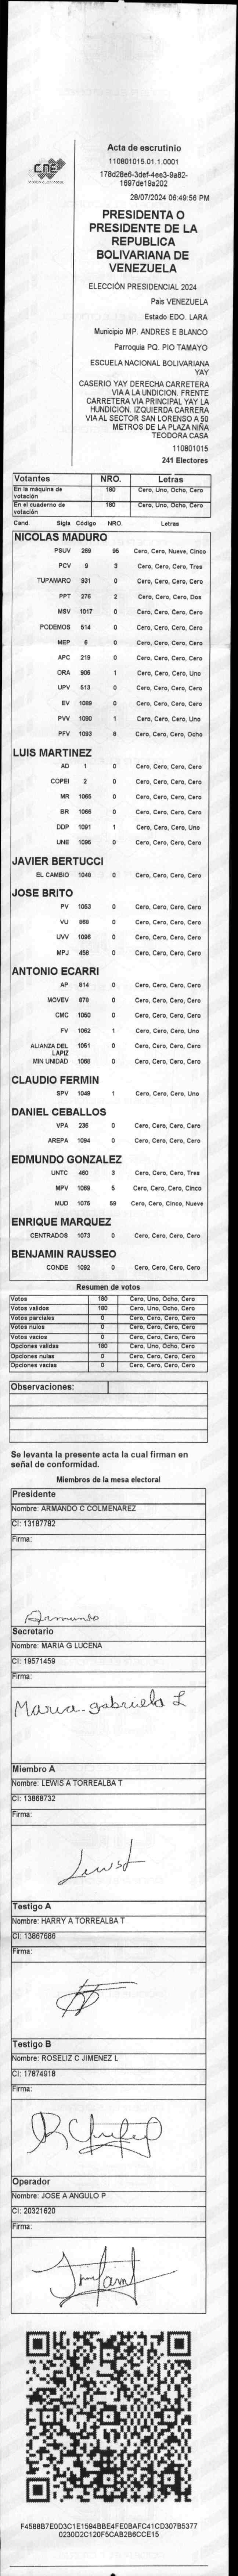 CNE
Acta de escrutinio
110801015.01.1.0001
178d28e6-3def-4ee3-9a82-
1697de19a202
28/07/2024 06:49:56 PM
PRESIDENTA O
PRESIDENTE DE LA
REPUBLICA
BOLIVARIANA DE
VENEZUELA
ELECCIÓN PRESIDENCIAL 2024
País VENEZUELA
Estado EDO. LARA
Municipio MP. ANDRES E BLANCO
Parroquia PQ. PIO TAMAYO
ESCUELA NACIONAL BOLIVARIANA
YAY
CASERIO YAY DERECHA CARRETERA
VIA A LA UNDICION. FRENTE
CARRETERA VIA PRINCIPAL YAY LA
HUNDICION. IZQUIERDA CARRERA
VIA AL SECTOR SAN LORENSO A 50
METROS DE LA PLAZA NIÑA
TEODORA CASA
110801015
241 Electores
Votantes NRO. Letras
En la máquina de votación 180 Cero, Uno, Ocho, Cero
En el cuaderno de votación 180 Cero, Uno, Ocho, Cero
Cand. Sigla Código NRO. Letras
NICOLAS MADURO
PSUV 269 95 Cero, Cero, Nueve, Cinco
PCV 9 3 Cero, Cero, Cero, Tres
TUPAMARO 931 0 Cero, Cero, Cero, Cero
PPT 276 2 Cero, Cero, Cero, Dos
MSV 1017 0 Cero, Cero, Cero, Cero
PODEMOS 514 0 Cero, Cero, Cero, Cero
MEP 6 0 Cero, Cero, Cero, Cero
APC 219 0 Cero, Cero, Cero, Cero
ORA 906 1 Cero, Cero, Cero, Uno
UPV 513 0 Cero, Cero, Cero, Cero
EV 1089 0 Cero, Cero, Cero, Cero
PVV 1090 1 Cero, Cero, Cero, Uno
PFV 1093 8 Cero, Cero, Cero, Ocho
LUIS MARTINEZ
AD 1 0 Cero, Cero, Cero, Cero
COPEI 2 0 Cero, Cero, Cero, Cero
MR 1065 0 Cero, Cero, Cero, Cero
BR 1066 0 Cero, Cero, Cero, Cero
DDP 1091 1 Cero, Cero, Cero, Uno
UNE 1095 0 Cero, Cero, Cero, Cero
JAVIER BERTUCCI
EL CAMBIO 1048 0 Cero, Cero, Cero, Cero
JOSE BRITO
PV 1053 0 Cero, Cero, Cero, Cero
VU 968 0 Cero, Cero, Cero, Cero
UVV 1096 0 Cero, Cero, Cero, Cero
MPJ 458 0 Cero, Cero, Cero, Cero
ANTONIO ECARRI
AP 814 0 Cero, Cero, Cero, Cero
MOVEV 678 0 Cero, Cero, Cero, Cero
CMC 1050 0 Cero, Cero, Cero, Cero
FV 1062 1 Cero, Cero, Cero, Uno
ALIANZA DEL LAPIZ 1051 0 Cero, Cero, Cero, Cero
MIN UNIDAD 1058 0 Cero, Cero, Cero, Cero
CLAUDIO FERMIN
SPV 1049 1 Cero, Cero, Cero, Uno
DANIEL CEBALLOS
VPA 236 0 Cero, Cero, Cero, Cero
AREPA 1094 0 Cero, Cero, Cero, Cero
EDMUNDO GONZALEZ
UNTC 460 3 Cero, Cero, Cero, Tres
MPV 1069 5 Cero, Cero, Cero, Cinco
MUD 1075 59 Cero, Cero, Cinco, Nueve
ENRIQUE MARQUEZ
CENTRADOS 1073 0 Cero, Cero, Cero, Cero
BENJAMIN RAUSSEO
CONDE 1092 0 Cero, Cero, Cero, Cero
Resumen de votos
Votos 180 Cero, Uno, Ocho, Cero
Votos validos 180 Cero, Uno, Ocho, Cero
Votos parciales 0 Cero, Cero, Cero, Cero
Votos nulos 0 Cero, Cero, Cero, Cero
Votos vacíos 0 Cero, Cero, Cero, Cero
Opciones validas 180 Cero, Uno, Ocho, Cero
Opciones nulas 0 Cero, Cero, Cero, Cero
Opciones vacías 0 Cero, Cero, Cero, Cero
Observaciones:
Se levanta la presente acta la cual firman en
señal de conformidad.
Miembros de la mesa electoral
Presidente
Nombre: ARMANDO C COLMENAREZ
CI: 13187782
Firma:
Armando
Secretario
Nombre: MARIA G LUCENA
CI: 19571459
Firma:
Maria gabriela L
Miembro A
Nombre: LEWIS A TORREALBA T
CI: 13868732
Firma:
Testigo A
Nombre: HARRY A TORREALBA T
CI: 13867686
Firma:
Testigo B
Nombre: ROSELIZ C JIMENEZ L
CI: 17874918
Firma:
Operador
Nombre: JOSE A ANGULO P
CI: 20321620
Firma:
F4588B7E0D3C1E1594BBE4FE0BAFC41CD307B5377
0230D2C120F5CAB2B6CCE15